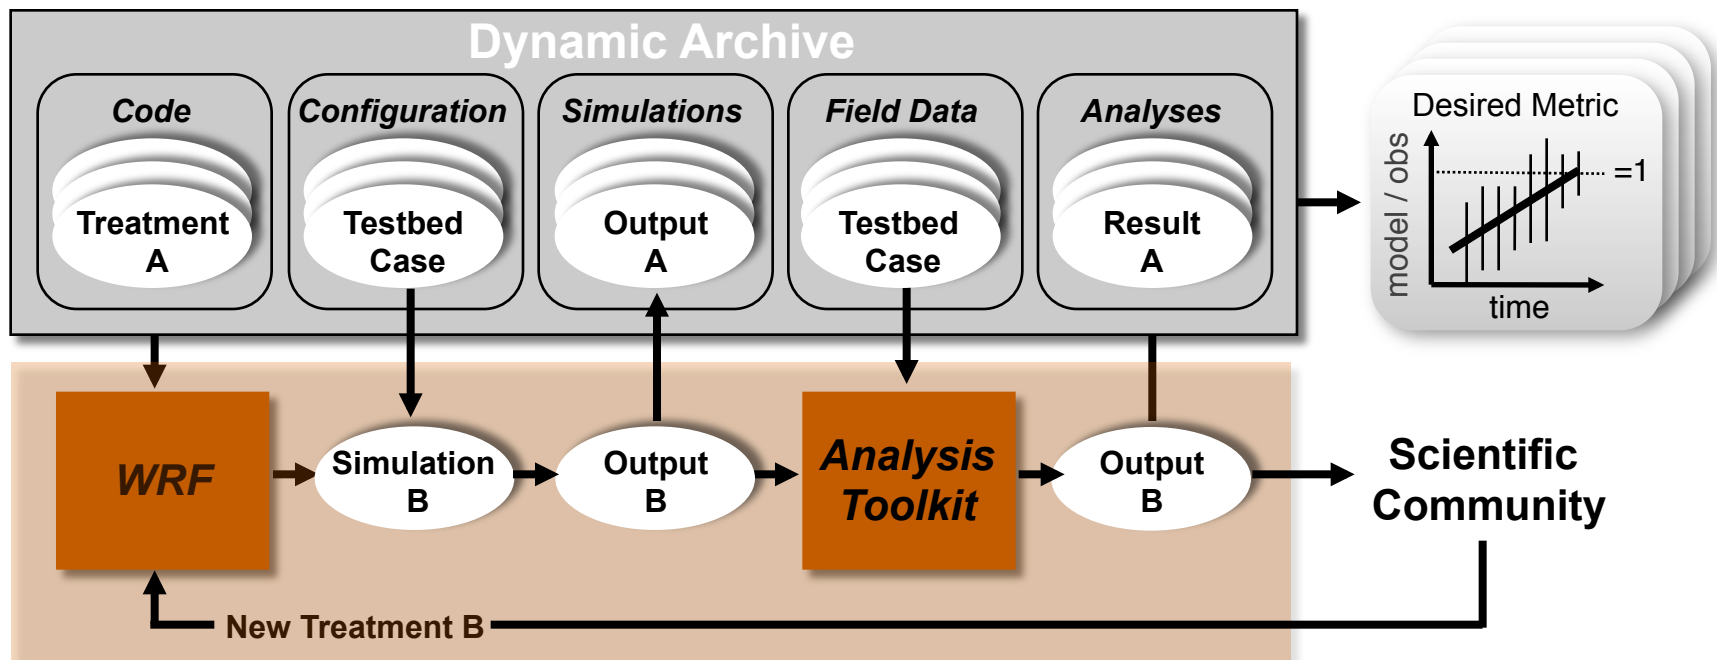 Dynamic Archive
Code
Configuration
Simulations
Field Data
Analyses
Treatment
A
Testbed
Case
Output
A
Testbed
Case
Result
A
Desired Metric
model / obs
=1
time
WRF
Simulation
B
Output
B
Analysis
Toolkit
Output
B
Scientific
Community
New Treatment B